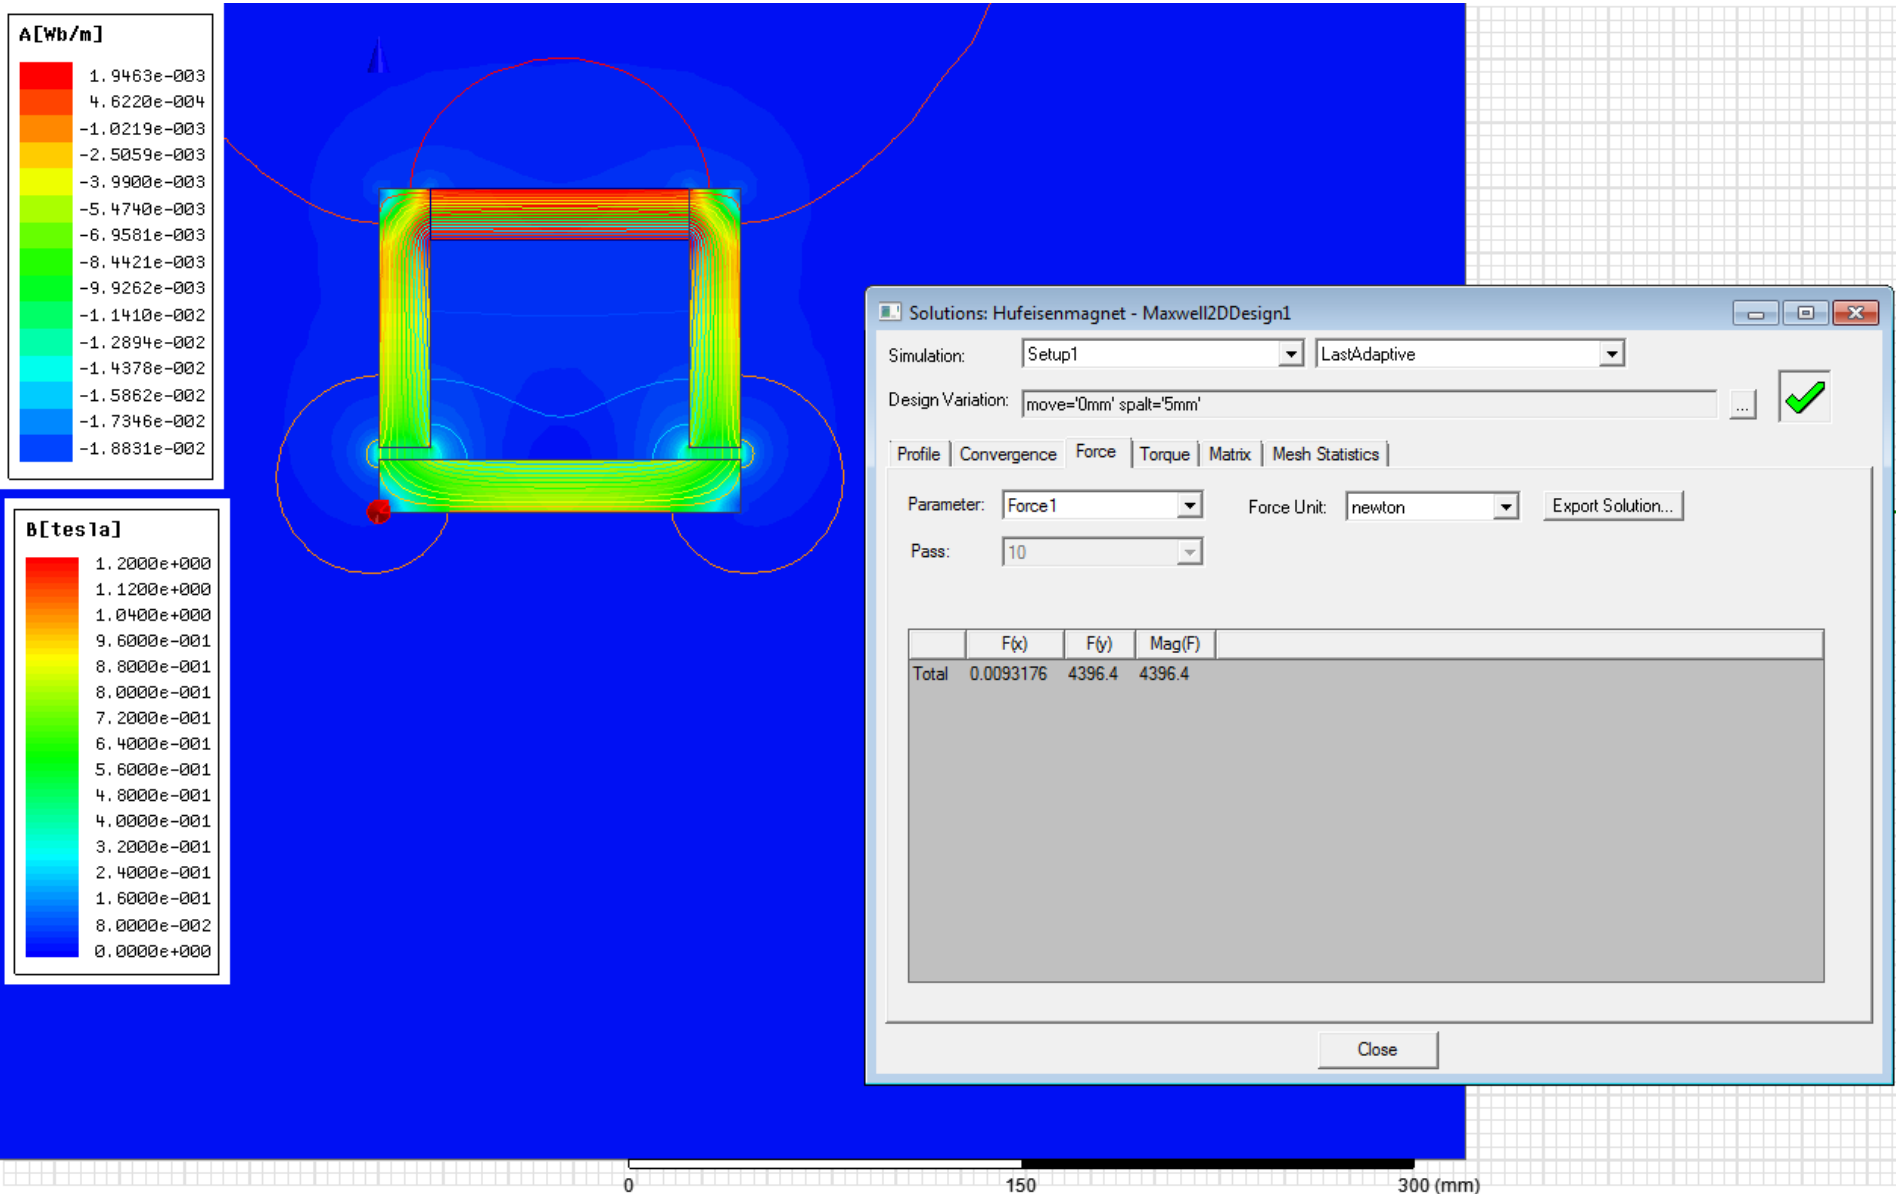 A[Wb/m]
1.9463e-003
4.6220e-004
-1.0219e-003
-2.5059e-003
-3.9900e-003
-5.4740e-003
-6.9581e-003
-8.4421e-003
-9.9262e-003
-1.1410e-002
-1.2894e-002
-1.4378e-002
-1.5862e-002
-1.7346e-002
-1.8831e-002
B[tesla]
1.2000e+000
1.1200e+000
1.0400e+000
9.6000e-001
8.8000e-001
8.0000e-001
7.2000e-001
6.4000e-001
5.6000e-001
4.8000e-001
4.0000e-001
3.2000e-001
2.4000e-001
1.6000e-001
8.0000e-002
0.0000e+000
Solutions: Hufeisenmagnet - Maxwell2DDesign1
Simulation: Setup1 LastAdaptive
Design Variation: move='0mm' spalt='5mm' ...
Profile Convergence Force Torque Matrix Mesh Statistics
Parameter: Force1 Force Unit: newton Export Solution...
Pass: 10
F(x) F(y) Mag(F)
Total 0.0093176 4396.4 4396.4
Close
0 150 300 (mm)